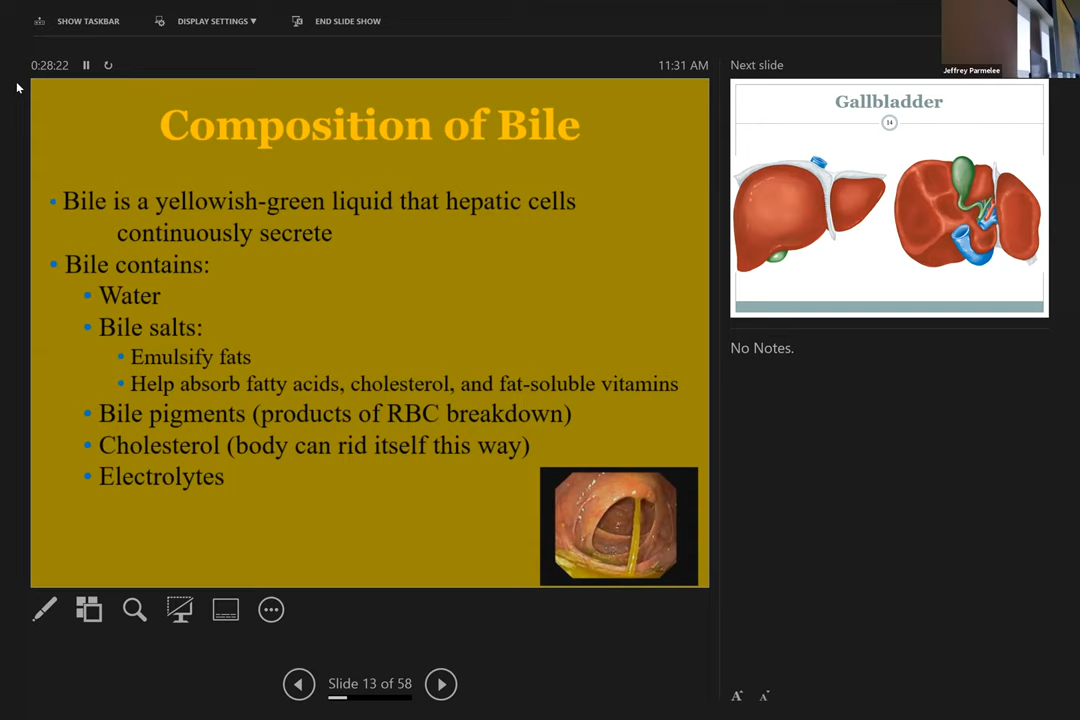 SHOW TASKBAR
DISPLAY SETTINGS ▼
END SLIDE SHOW
Jeffrey Parmelee
0:28:22
11:31 AM
Next slide
Composition of Bile
• Bile is a yellowish-green liquid that hepatic cells
continuously secrete
• Bile contains:
• Water
• Bile salts:
• Emulsify fats
• Help absorb fatty acids, cholesterol, and fat-soluble vitamins
• Bile pigments (products of RBC breakdown)
• Cholesterol (body can rid itself this way)
• Electrolytes
Gallbladder
14
No Notes.
Slide 13 of 58
A A